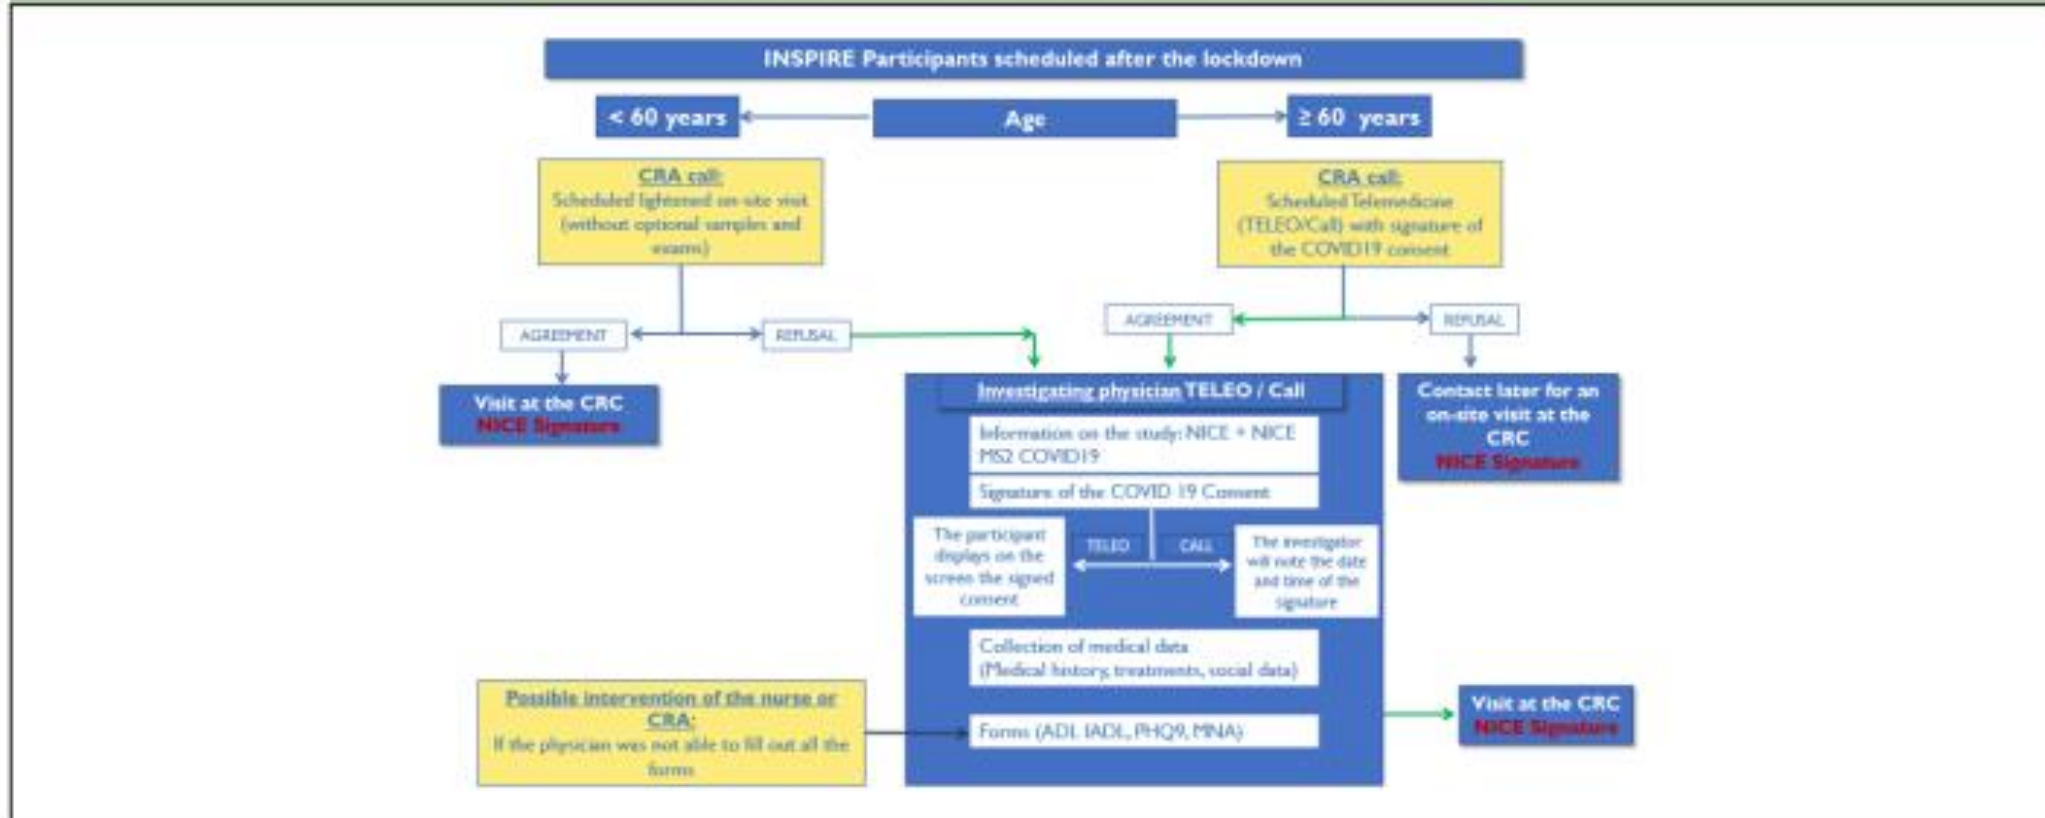 INSPIRE Participants scheduled after the lockdown
< 60 years
Age
≥ 60 years
CRA call:
Scheduled lightened on-site visit
(without optional samples and
exams)
CRA call:
Scheduled Telemedicine
(TELEO/Call) with signature of
the COVID19 consent
AGREEMENT
REFUSAL
AGREEMENT
REFUSAL
Visit at the CRC
NICE Signature
Investigating physician TELEO / Call
Information on the study: NICE + NICE
MS2 COVID19
Signature of the COVID 19 Consent
The participant
displays on the
screen the signed
consent
TELEO
CALL
The investigator
will note the date
and time of the
signature
Contact later for an
on-site visit at the
CRC
NICE Signature
Collection of medical data
(Medical history, treatments, social data)
Possible intervention of the nurse or
CRA:
If the physician was not able to fill out all the
forms
Forms (ADL IADL, PHQ9, MNA)
Visit at the CRC
NICE Signature